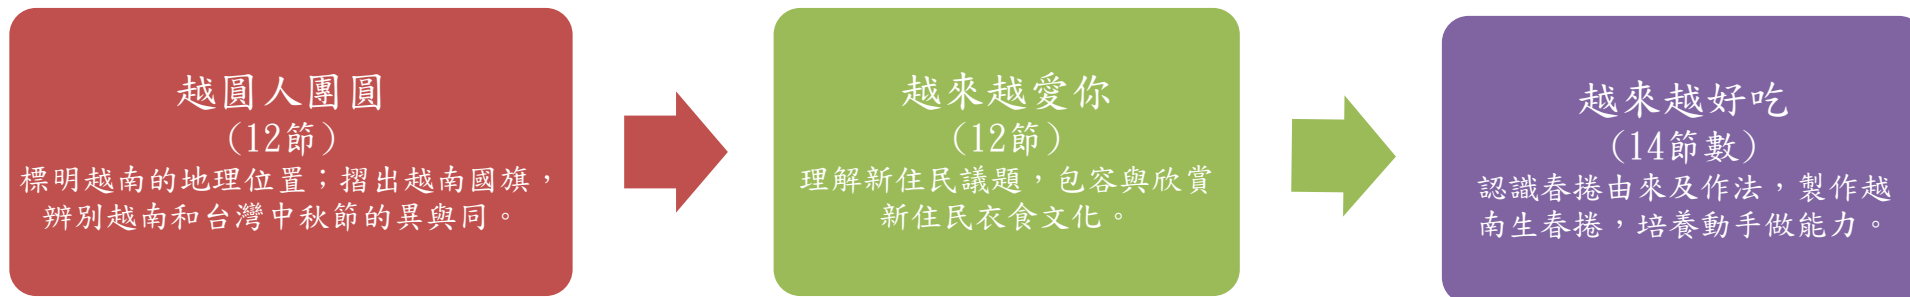 越圓人團圓
(12節)
標明越南的地理位置；摺出越南國旗，
辨別越南和台灣中秋節的異與同。
越來越愛你
(12節)
理解新住民議題，包容與欣賞
新住民衣食文化。
越來越好吃
(14節數)
認識春捲由來及作法，製作越
南生春捲，培養動手做能力。